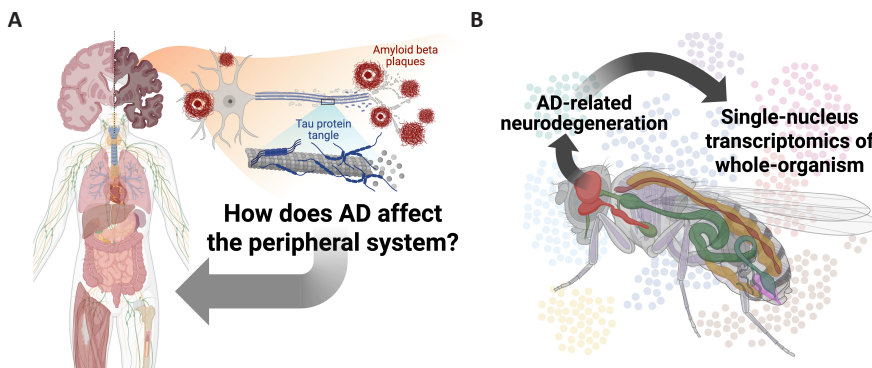 A
Amyloid beta
plaques
Tau protein
tangle
How does AD affect
the peripheral system?
B
AD-related
neurodegeneration
Single-nucleus
transcriptomics of
whole-organism